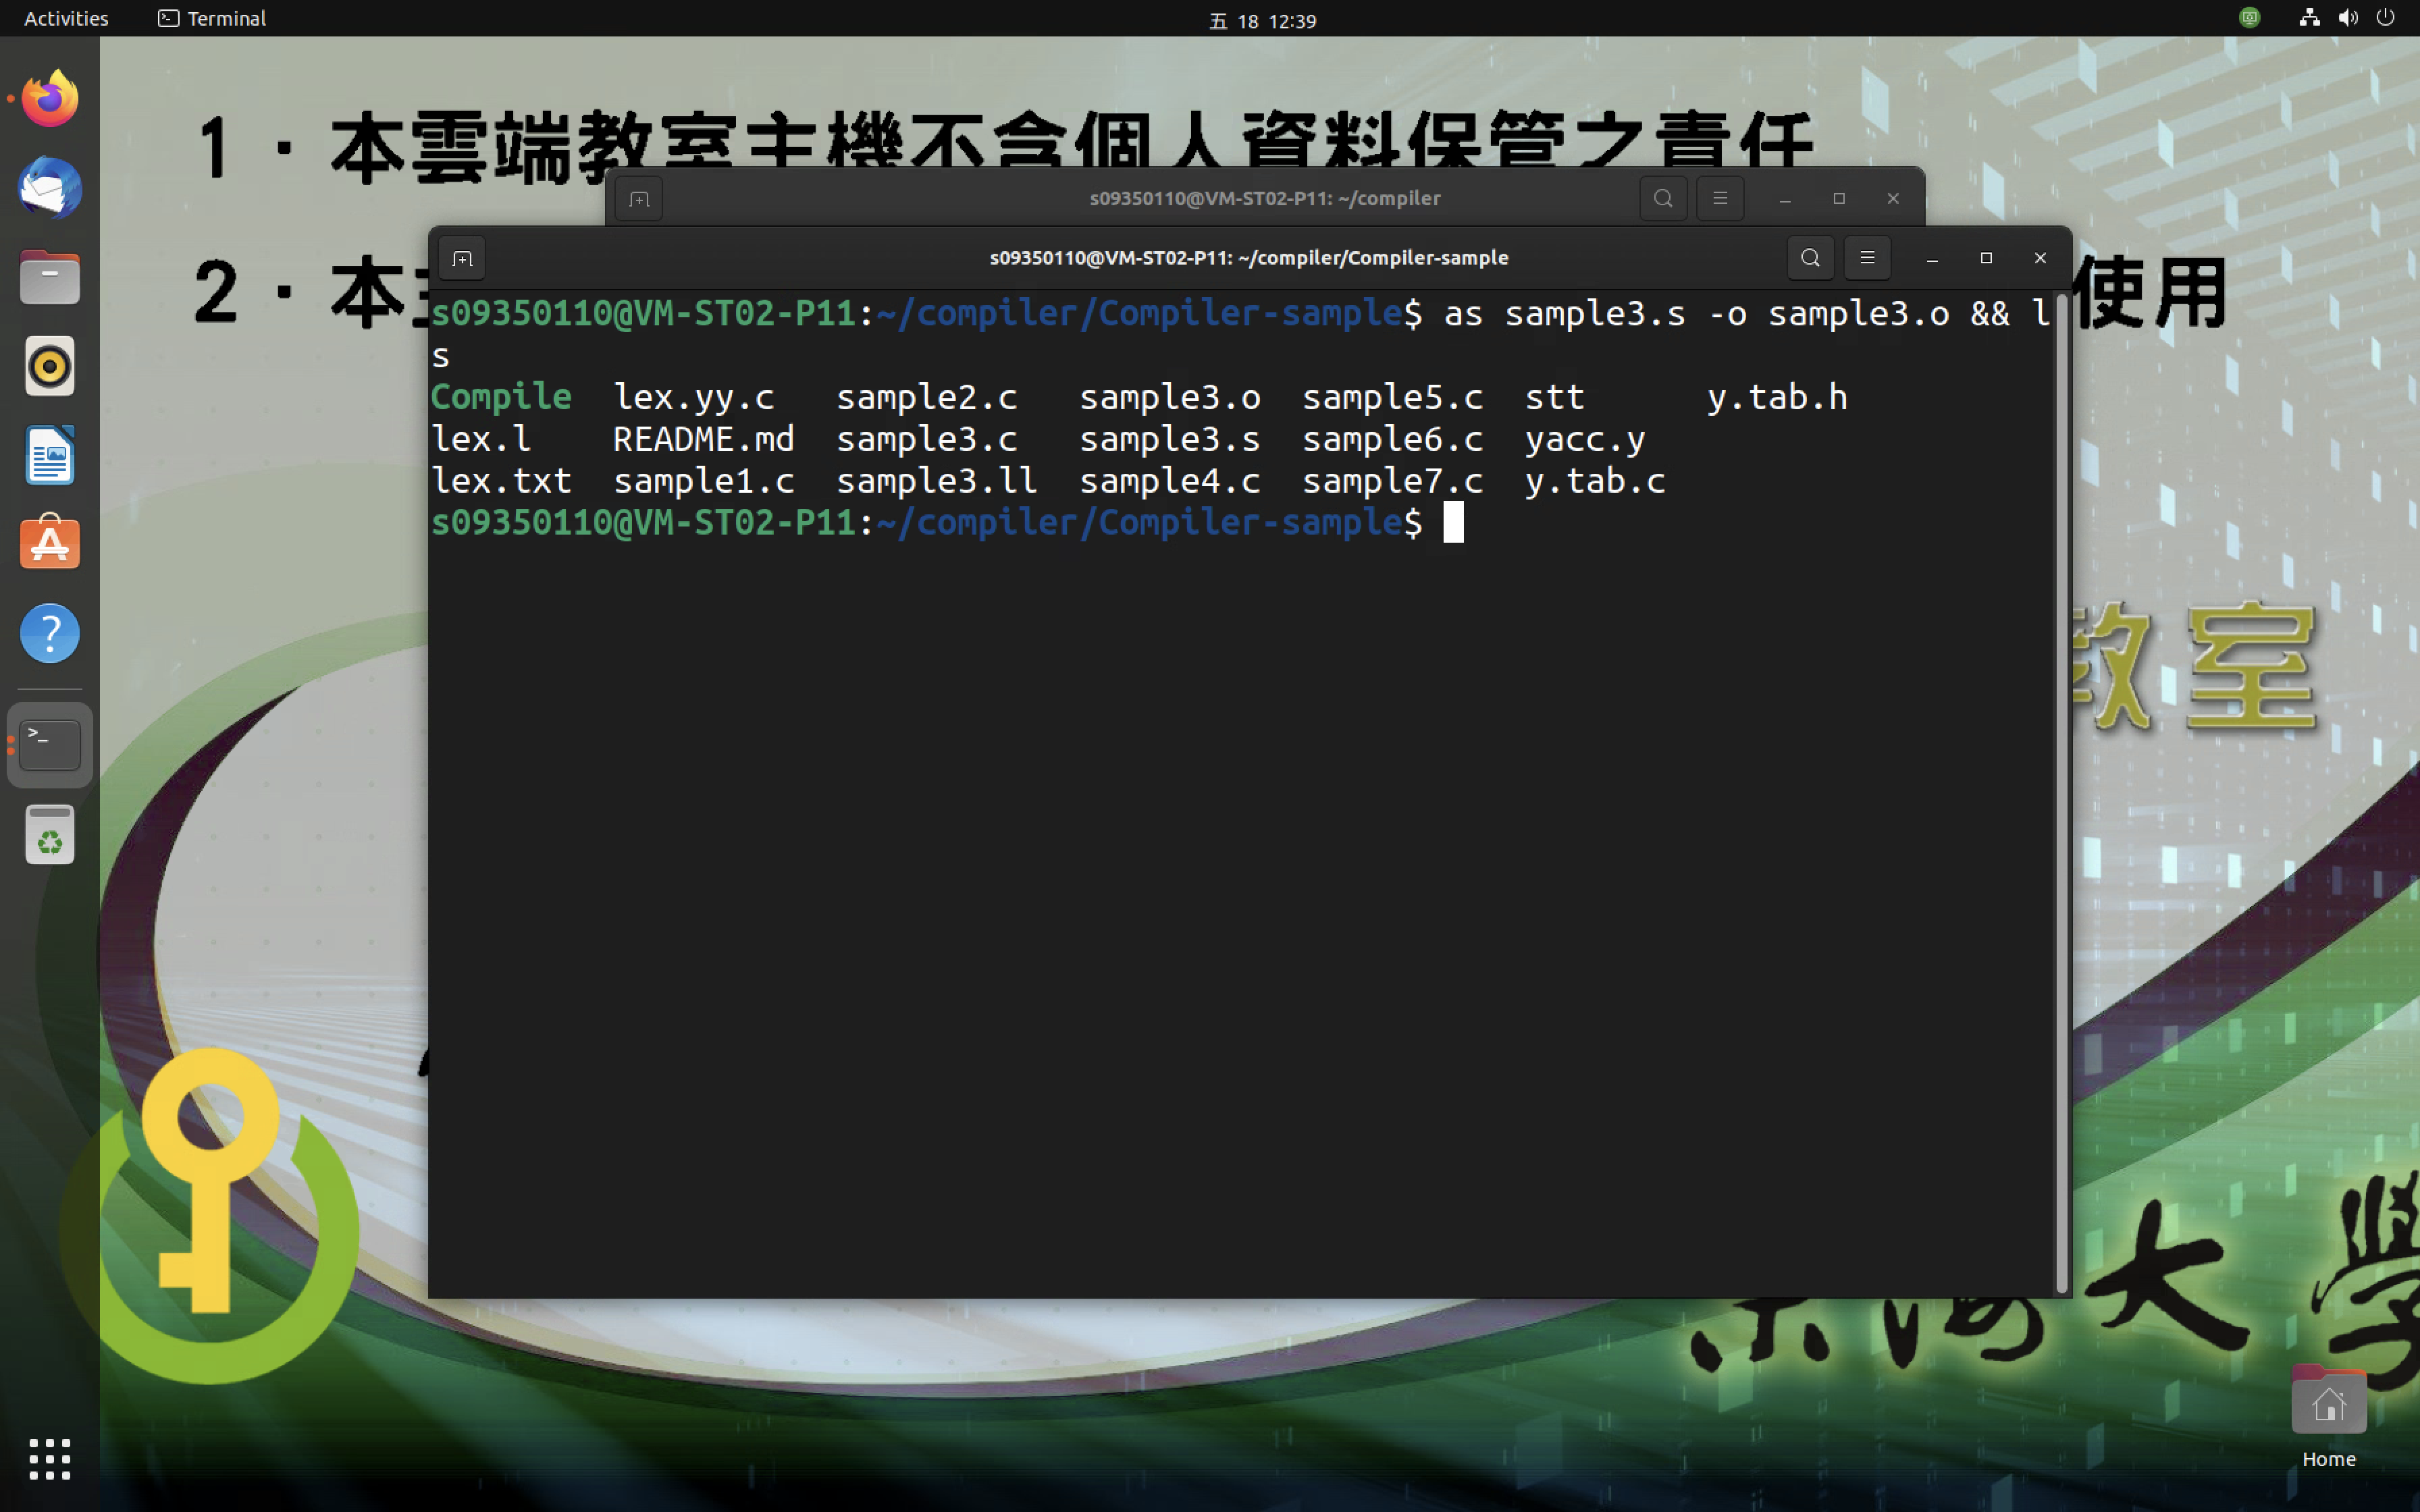 Activities Terminal 五 18 12:39
1．本雲端教室主機不含個人資料保管之責任
s09350110@VM-ST02-P11: ~/compiler
s09350110@VM-ST02-P11: ~/compiler/Compiler-sample
2．本 使用
s09350110@VM-ST02-P11:~/compiler/Compiler-sample$ as sample3.s -o sample3.o && l
s
Compile lex.yy.c sample2.c sample3.o sample5.c stt y.tab.h
lex.l README.md sample3.c sample3.s sample6.c yacc.y
lex.txt sample1.c sample3.ll sample4.c sample7.c y.tab.c
s09350110@VM-ST02-P11:~/compiler/Compiler-sample$
教室
東海大學
Home